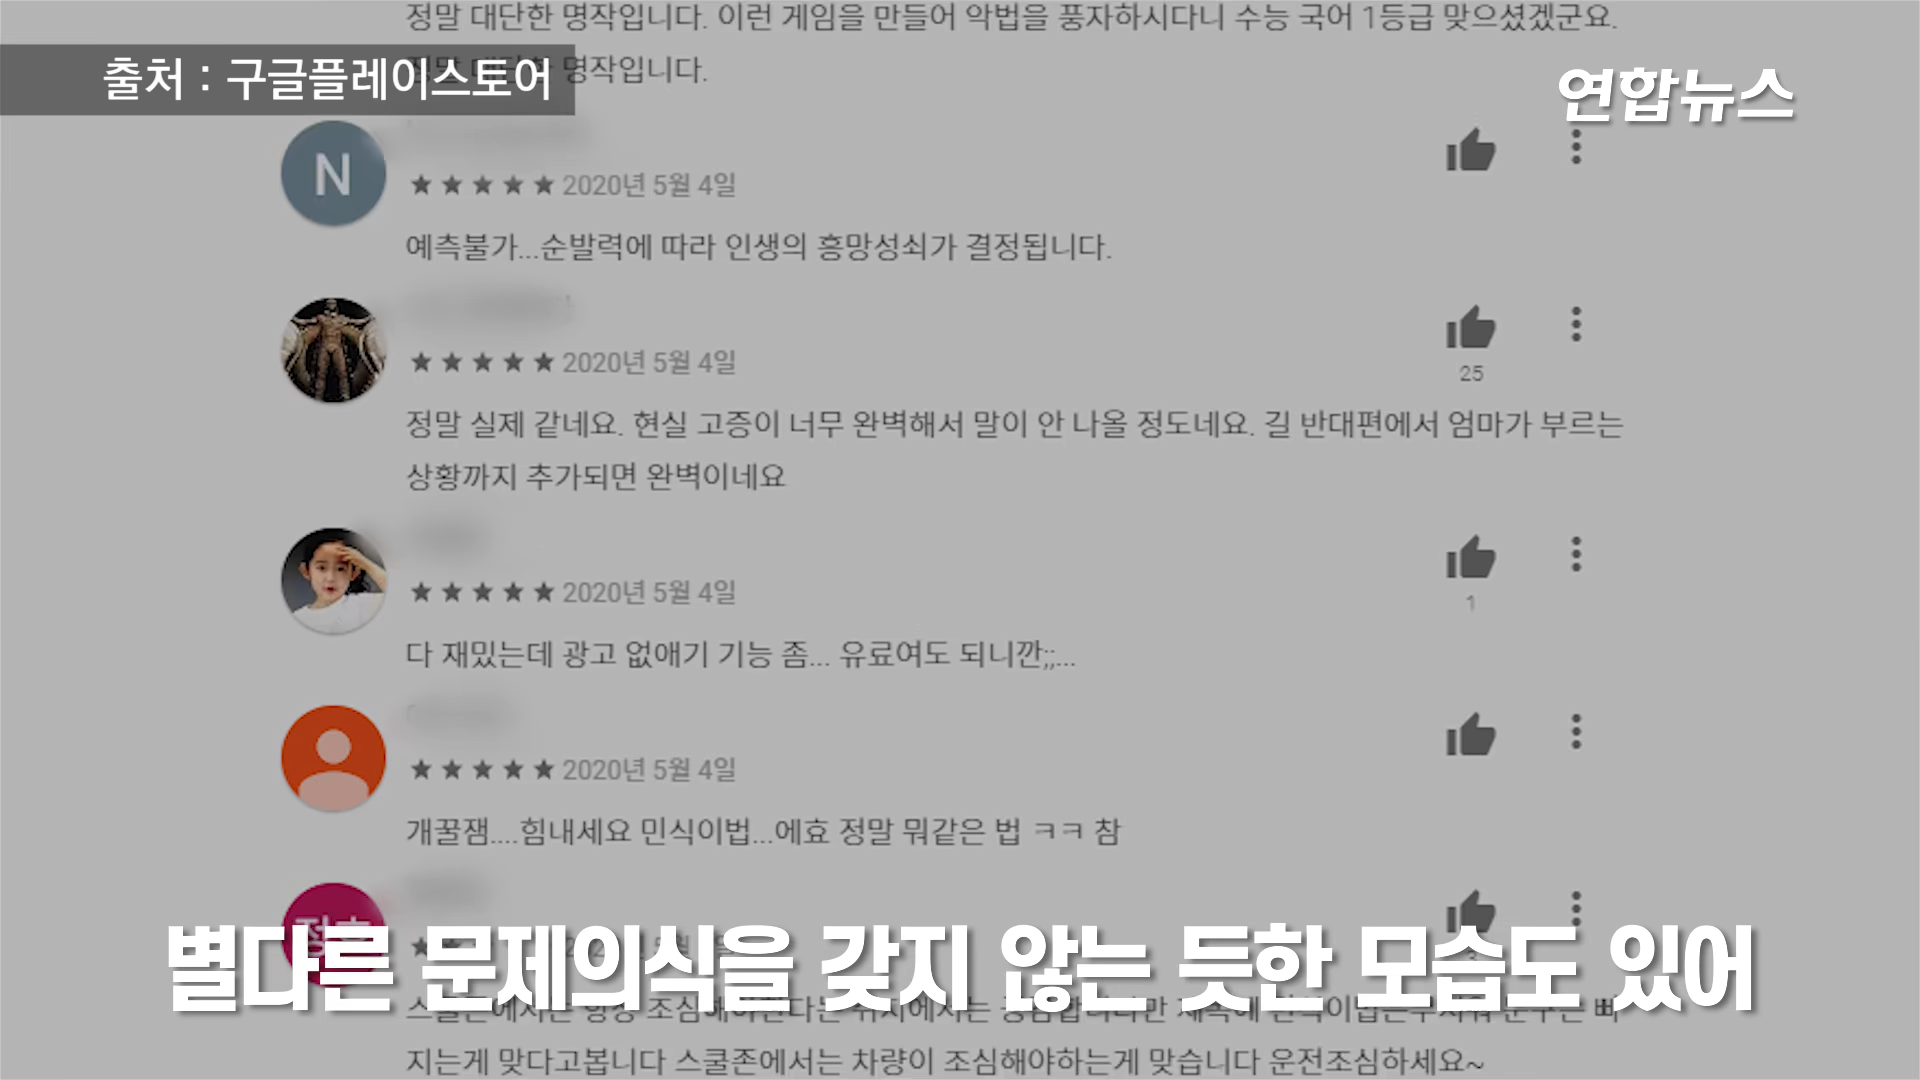 정말 대단한 명작입니다. 이런 게임을 만들어 악법을 풍자하시다니 수능 국어 1등급 맞으셨겠군요.
정말 대단한 명작입니다.
출처 : 구글플레이스토어
연합뉴스
N
★★★★★ 2020년 5월 4일
예측불가...순발력에 따라 인생의 흥망성쇠가 결정됩니다.
★★★★★ 2020년 5월 4일
25
정말 실제 같네요. 현실 고증이 너무 완벽해서 말이 안 나올 정도네요. 길 반대편에서 엄마가 부르는
상황까지 추가되면 완벽이네요
★★★★★ 2020년 5월 4일
1
다 재밌는데 광고 없애기 기능 좀... 유료여도 되니깐;;...
★★★★★ 2020년 5월 4일
개꿀잼....힘내세요 민식이법...에효 정말 뭐같은 법 ㅋㅋ 참
별다른 문제의식을 갖지 않는 듯한 모습도 있어
스쿨존에서는 항상
지는게 맞다고봅니다 스쿨존에서는 차량이 조심해야하는게 맞습니다 운전조심하세요~